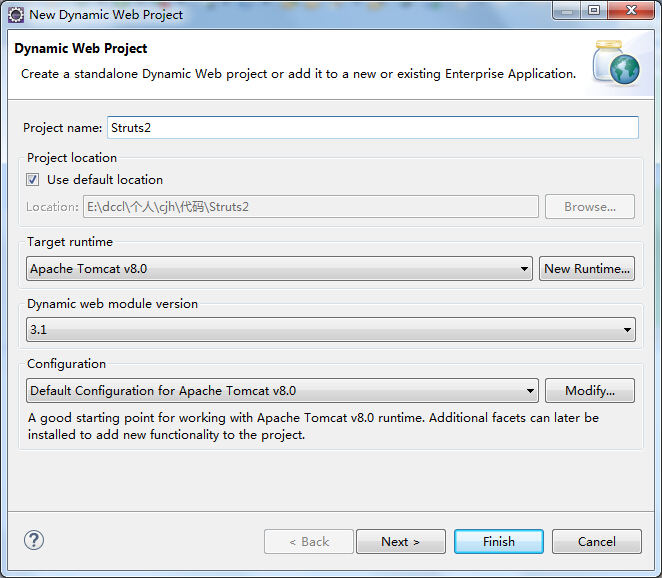 New Dynamic Web Project
Dynamic Web Project
Create a standalone Dynamic Web project or add it to a new or existing Enterprise Application.
Project name: Struts2
Project location
Use default location
Location: E:\dccl\个人\cjh\代码\Struts2 Browse...
Target runtime
Apache Tomcat v8.0 New Runtime...
Dynamic web module version
3.1
Configuration
Default Configuration for Apache Tomcat v8.0 Modify...
A good starting point for working with Apache Tomcat v8.0 runtime. Additional facets can later be
installed to add new functionality to the project.
? < Back Next > Finish Cancel